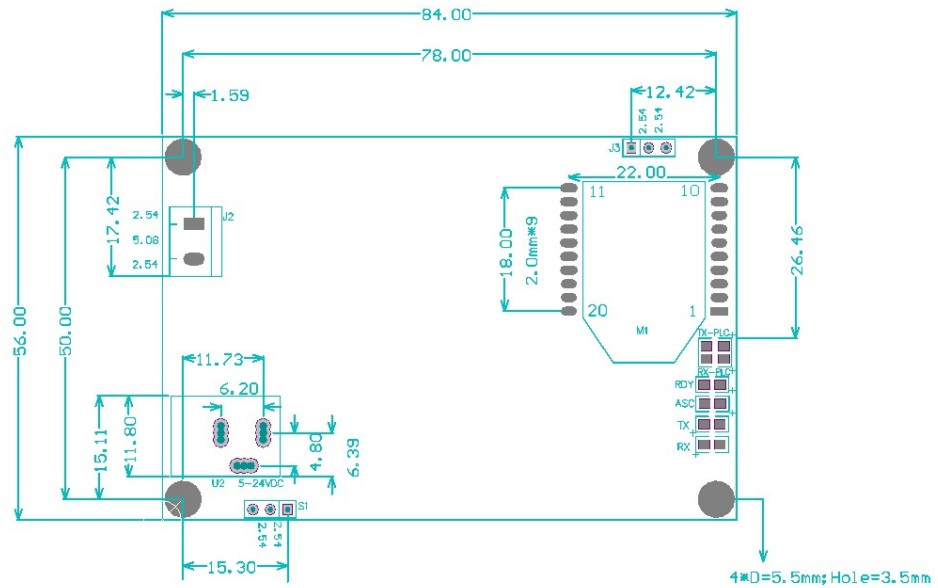 84.00
78.00
1.59
12.42
2.54
2.54
J3
22.00
11
10
2.54
J2
17.42
5.08
2.54
18.00
2.0mm*9
26.46
56.00
50.00
20
1
M1
TX-PLC
+
11.73
RX-PLC
+
6.20
RDY
ASC
+
15.11
11.80
4.80
6.39
TX
+
RX
+
U2
5-24VDC
S1
2.54
2.54
15.30
4*D=5.5mm;Hole=3.5mm